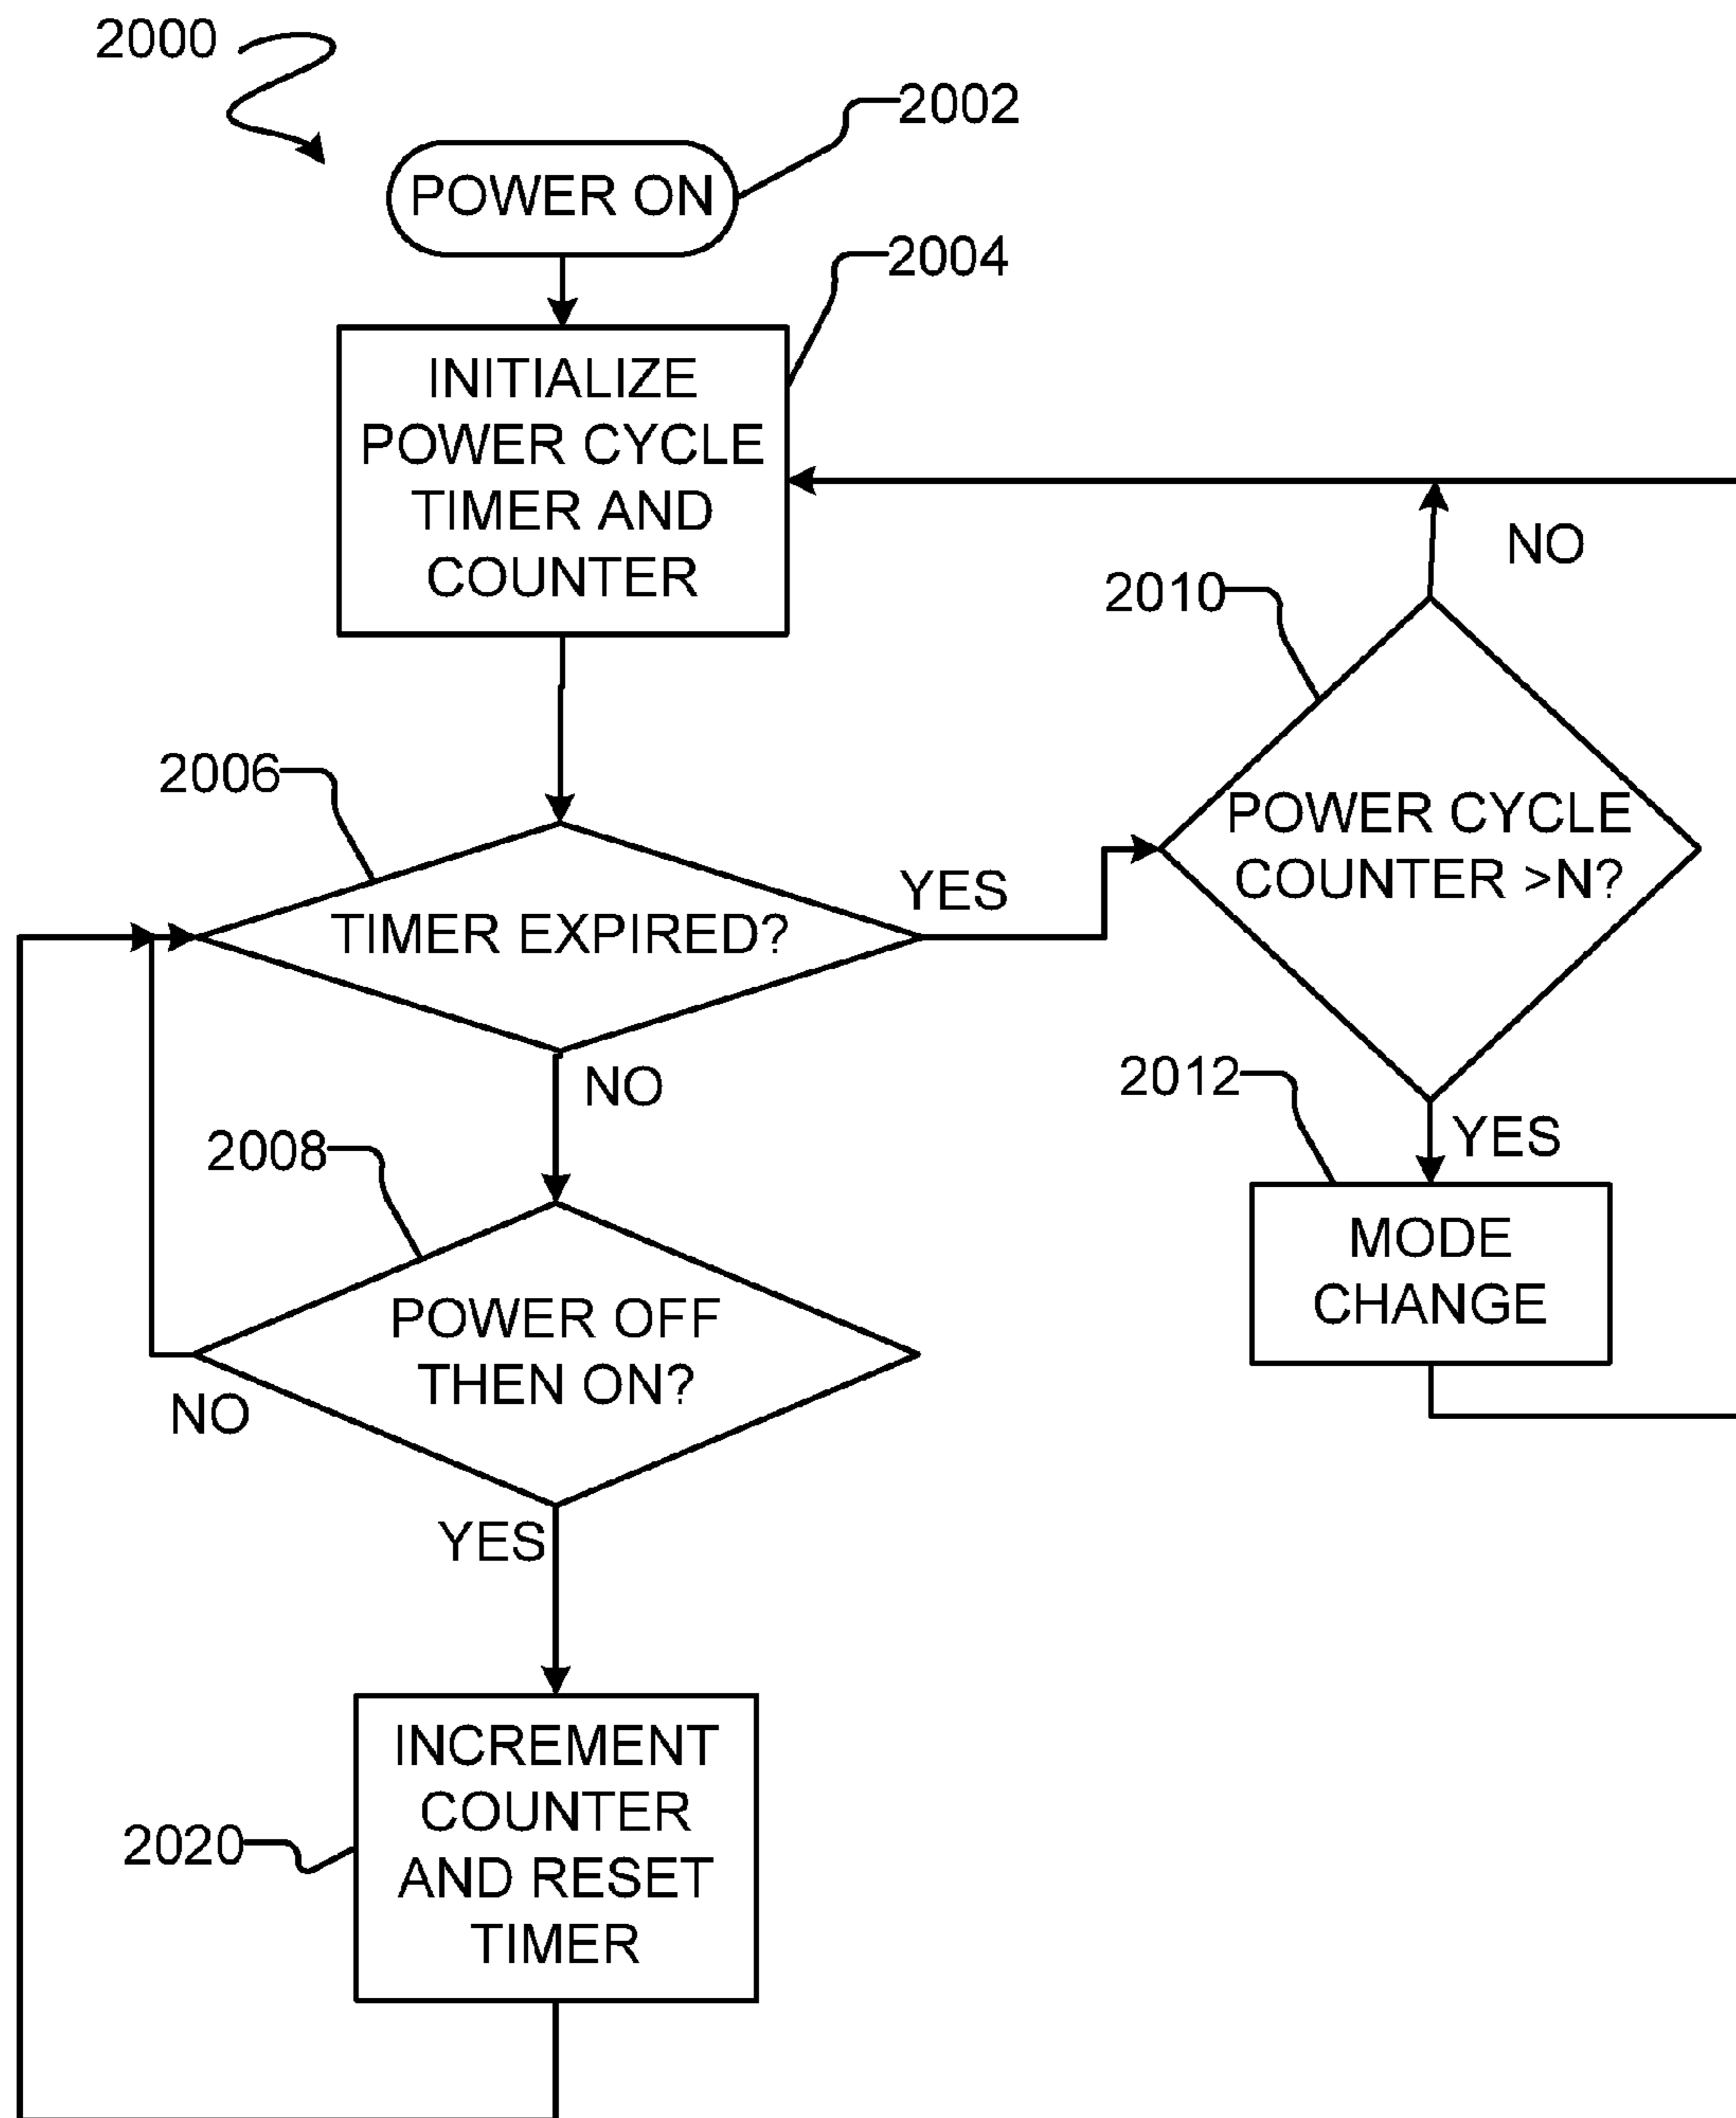 2000
2002
POWER ON
2004
INITIALIZE
POWER CYCLE
TIMER AND
COUNTER
NO
2010
2006
POWER CYCLE
COUNTER >N?
YES
TIMER EXPIRED?
2012
NO
YES
2008
MODE
CHANGE
POWER OFF
THEN ON?
NO
YES
INCREMENT
COUNTER
AND RESET
TIMER
2020